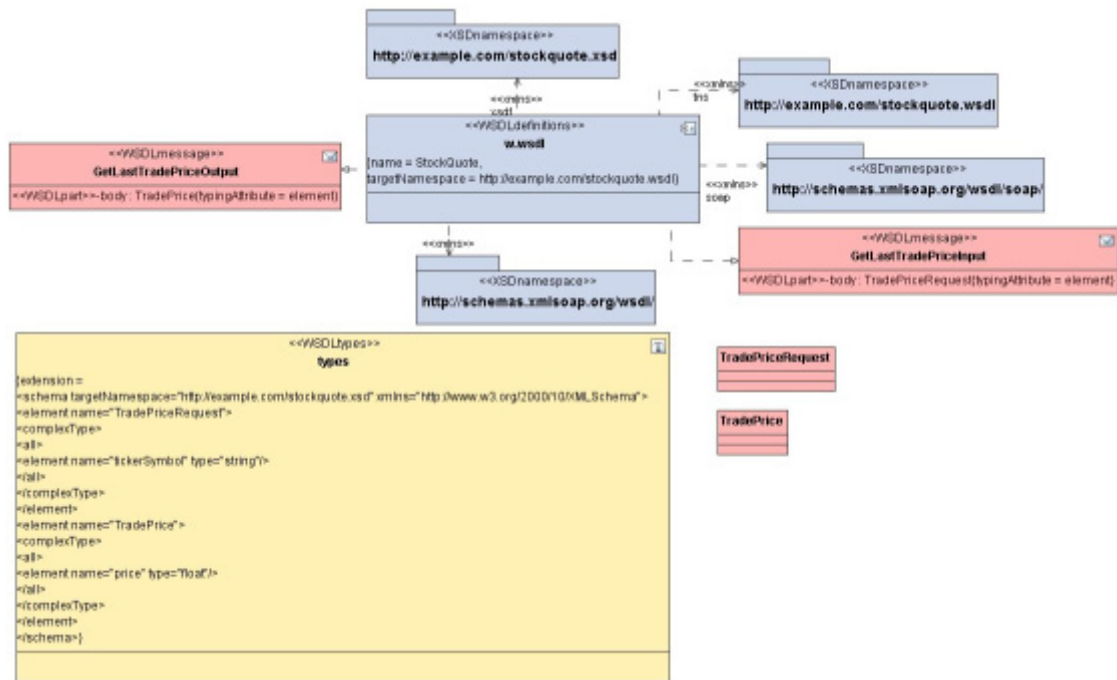 <<XSDnamespace>>
http://example.com/stockquote.xsd
<<xmlns>>
xsd1
<<xmlns>>
tns
<<XSDnamespace>>
http://example.com/stockquote.wsdl
<<WSDLdefinitions>>
w.wsdl
{name = StockQuote,
targetNamespace = http://example.com/stockquote.wsdl}
<<WSDLmessage>>
GetLastTradePriceOutput
<<WSDLpart>>-body : TradePrice(typingAttribute = element)
<<xmlns>>
soap
<<XSDnamespace>>
http://schemas.xmlsoap.org/wsdl/soap/
<<WSDLmessage>>
GetLastTradePriceInput
<<WSDLpart>>-body : TradePriceRequest(typingAttribute = element)
<<xmlns>>
<<XSDnamespace>>
http://schemas.xmlsoap.org/wsdl/
<<WSDLtypes>>
types
{extension =
<schema targetNamespace="http://example.com/stockquote.xsd" xmlns="http://www.w3.org/2000/10/XMLSchema">
<element name="TradePriceRequest">
<complexType>
<all>
<element name="tickerSymbol" type="string"/>
</all>
</complexType>
</element>
<element name="TradePrice">
<complexType>
<all>
<element name="price" type="float"/>
</all>
</complexType>
</element>
</schema>}
TradePriceRequest
TradePrice